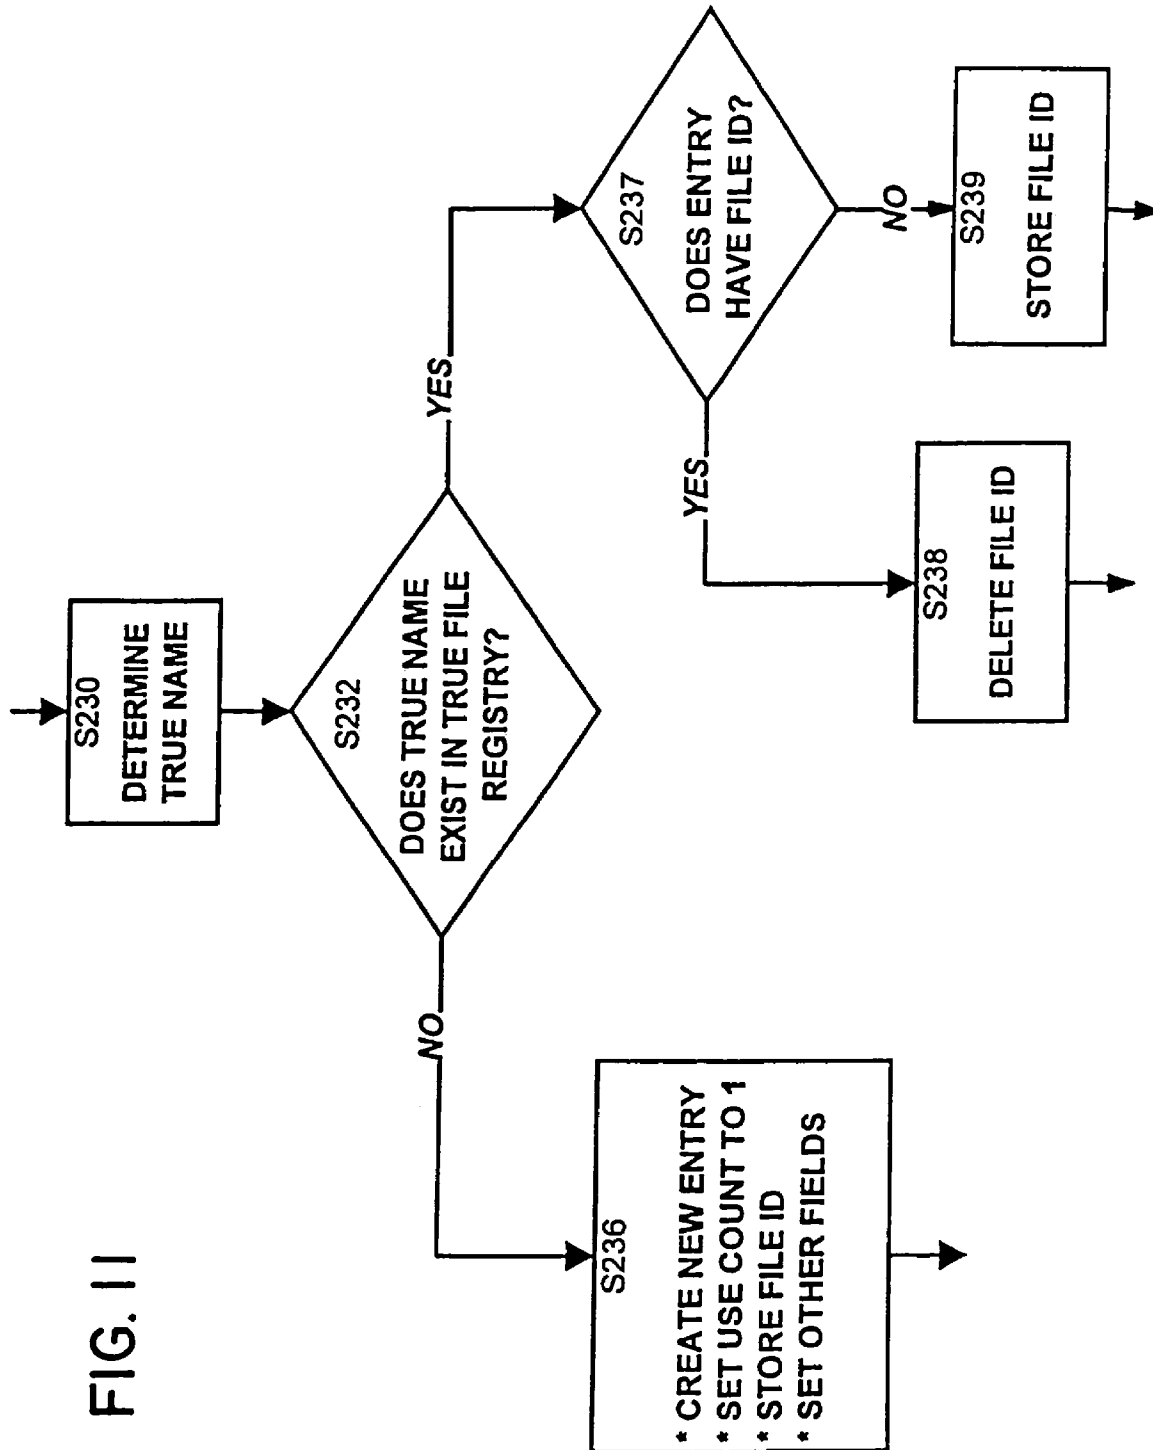 FIG. 11
S230
DETERMINE
TRUE NAME
S232
DOES TRUE NAME
EXIST IN TRUE FILE
REGISTRY?
NO
YES
S236
* CREATE NEW ENTRY
* SET USE COUNT TO 1
* STORE FILE ID
* SET OTHER FIELDS
S237
DOES ENTRY
HAVE FILE ID?
YES
NO
S238
DELETE FILE ID
S239
STORE FILE ID